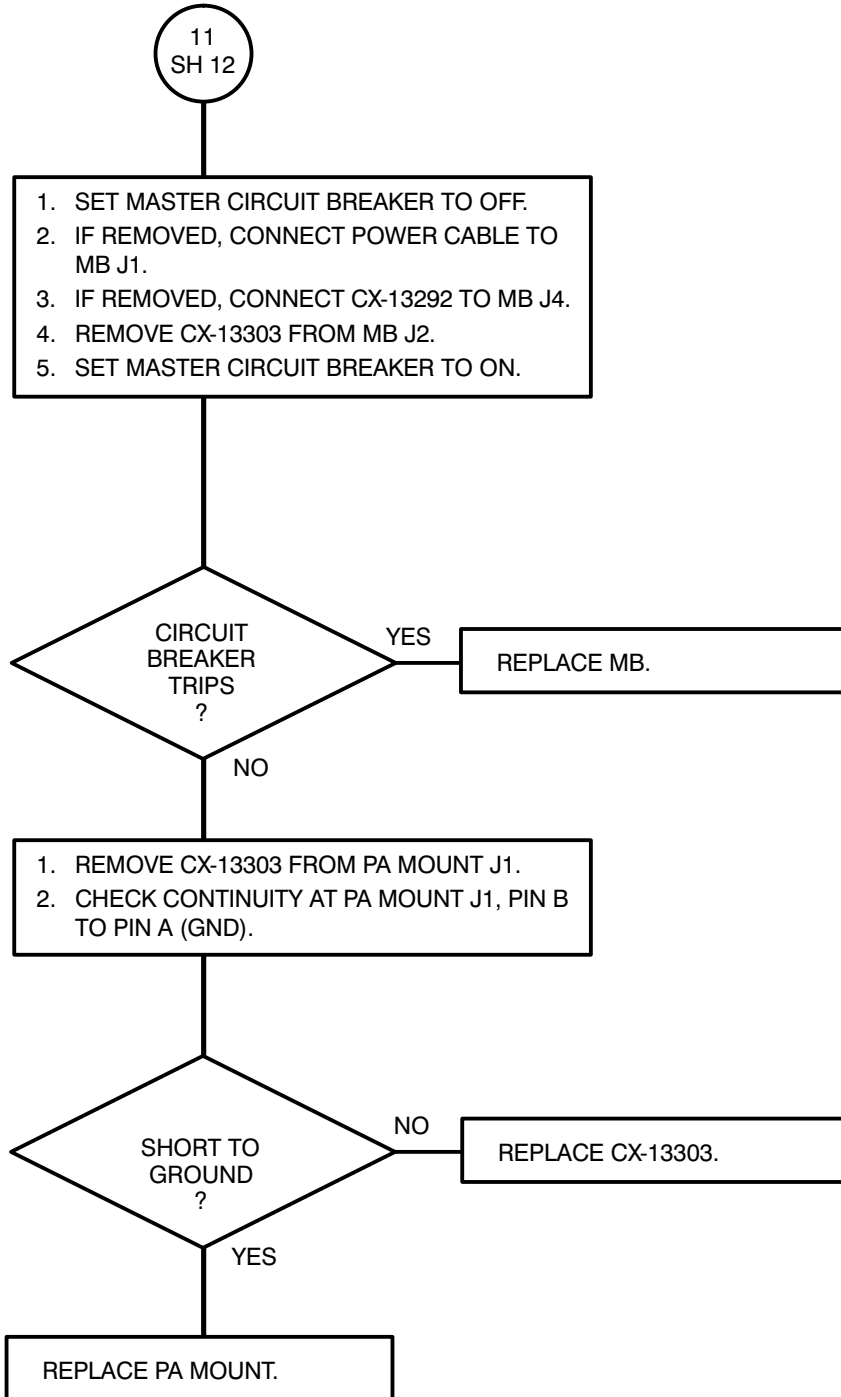 11
SH 12
1. SET MASTER CIRCUIT BREAKER TO OFF.
2. IF REMOVED, CONNECT POWER CABLE TO
MB J1.
3. IF REMOVED, CONNECT CX-13292 TO MB J4.
4. REMOVE CX-13303 FROM MB J2.
5. SET MASTER CIRCUIT BREAKER TO ON.
CIRCUIT
BREAKER
TRIPS
?
YES
REPLACE MB.
NO
1. REMOVE CX-13303 FROM PA MOUNT J1.
2. CHECK CONTINUITY AT PA MOUNT J1, PIN B
TO PIN A (GND).
SHORT TO
GROUND
?
NO
REPLACE CX-13303.
YES
REPLACE PA MOUNT.